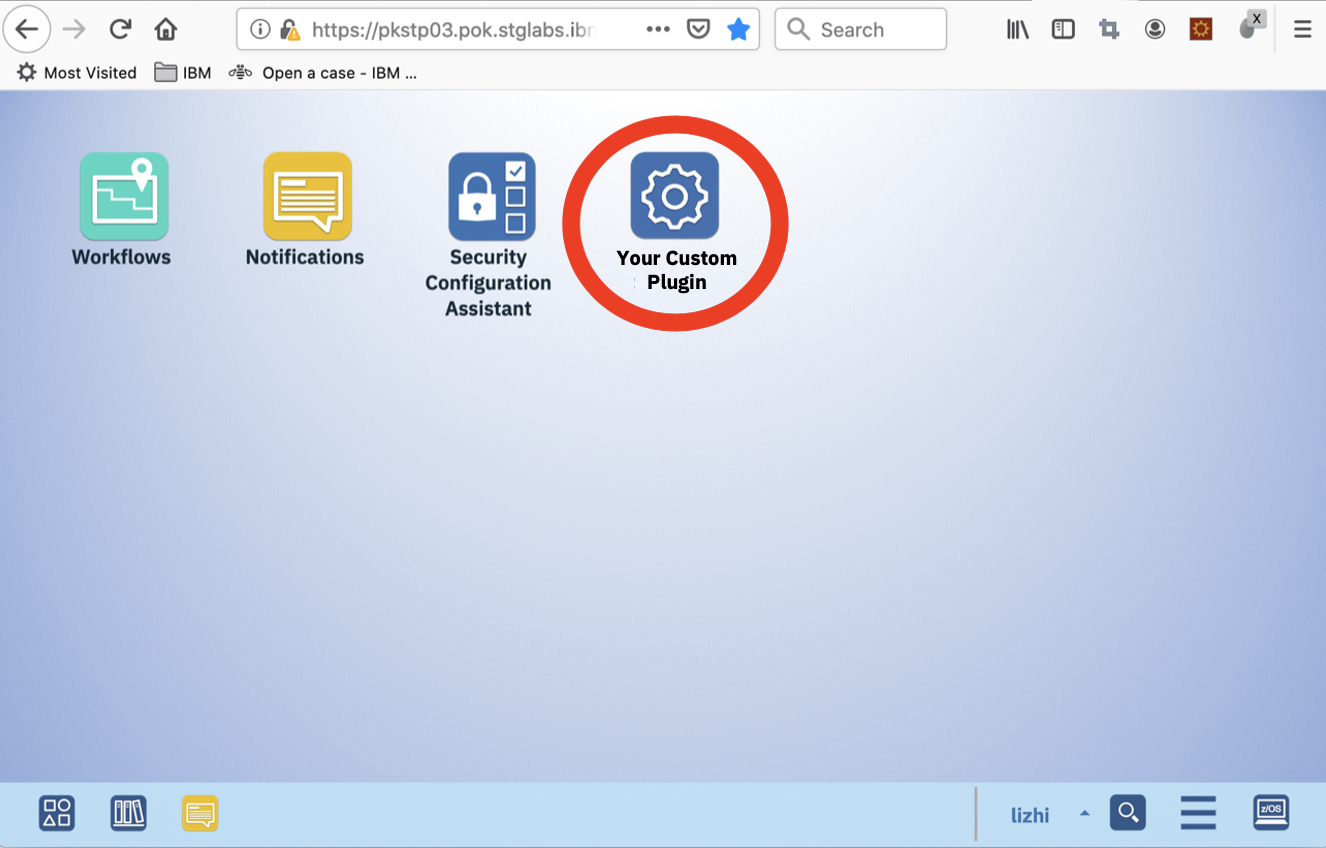 https://pkstp03.pok.stglabs.ibm
Search
X
Most Visited
IBM
Open a case - IBM ...
Workflows
Notifications
Security
Configuration
Assistant
Your Custom
Plugin
lizhi
z/OS